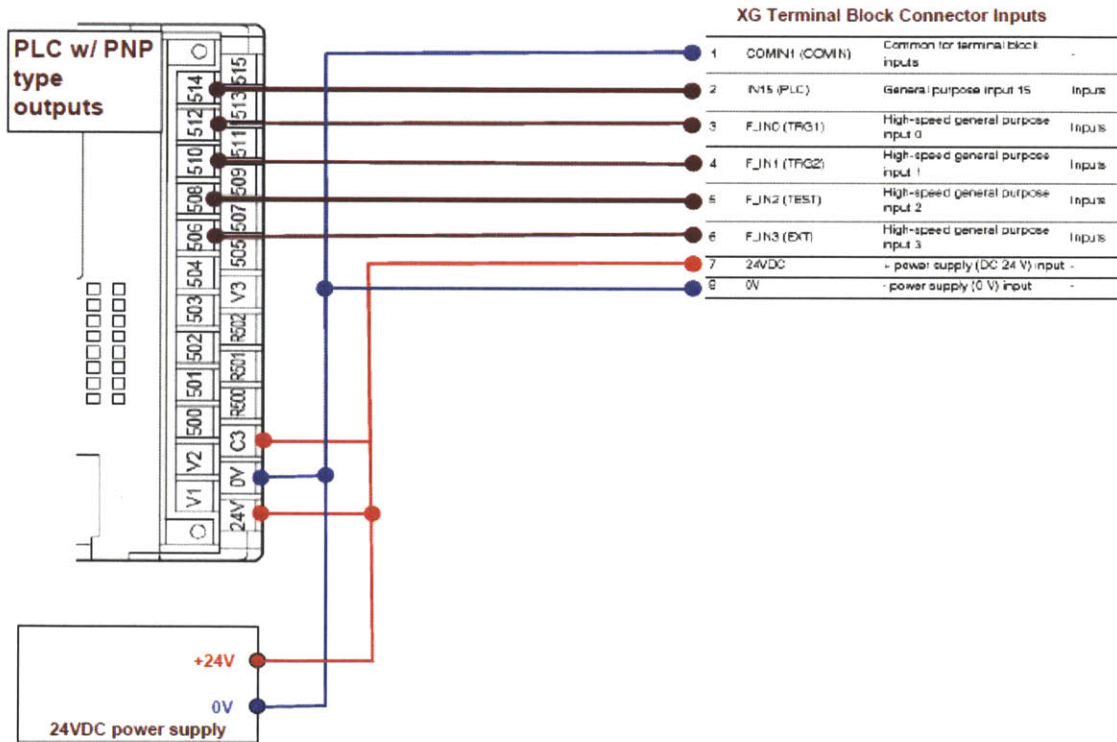 XG Terminal Block Connector Inputs
PLC w/ PNP
type
outputs
1 COMIN1 (COMIN) Common for terminal block
inputs -
2 IN15 (PLC) General purpose input 15 Inputs
3 F_IN0 (TRG1) High-speed general purpose
input 0 Inputs
4 F_IN1 (TRG2) High-speed general purpose
input 1 Inputs
5 F_IN2 (TEST) High-speed general purpose
input 2 Inputs
6 F_IN3 (EXT) High-speed general purpose
input 3 Inputs
7 24VDC + power supply (DC 24 V) input -
8 0V - power supply (0 V) input -
514
512
510
508
506
504
503
502
501
500
V2
V1
515
513
511
509
507
505
V3
R502
R501
R500
C3
0V
24V
+24V
0V
24VDC power supply